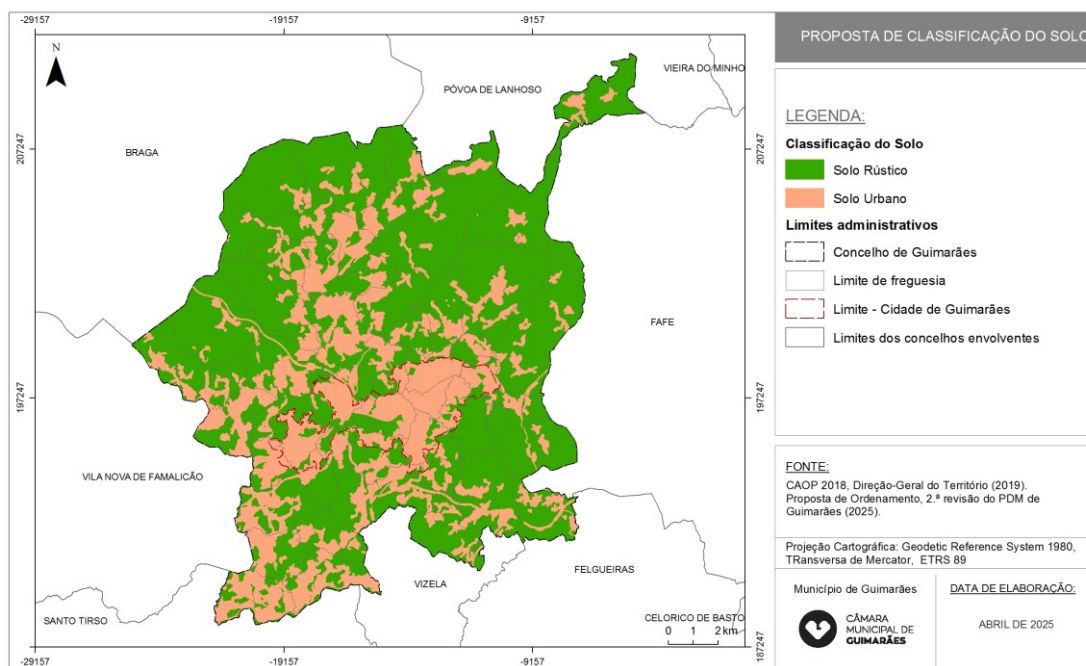 -29157
-19157
-9157
PROPOSTA DE CLASSIFICAÇÃO DO SOLO
N
VIEIRA DO MINHO
PÓVOA DE LANHOSO
BRAGA
207247
207247
FAFE
197247
197247
VILA NOVA DE FAMALICÃO
FELGUEIRAS
VIZELA
SANTO TIRSO
CELORICO DE BASTO
0 1 2 km
187247
-29157
-19157
-9157
LEGENDA:
Classificação do Solo
Solo Rústico
Solo Urbano
Limites administrativos
Concelho de Guimarães
Limite de freguesia
Limite - Cidade de Guimarães
Limites dos concelhos envolventes
FONTE:
CAOP 2018, Direção-Geral do Território (2019).
Proposta de Ordenamento, 2.ª revisão do PDM de
Guimarães (2025).
Projeção Cartográfica: Geodetic Reference System 1980,
TRansversa de Mercator, ETRS 89
Município de Guimarães
CÂMARA
MUNICIPAL DE
GUIMARÃES
DATA DE ELABORAÇÃO:
ABRIL DE 2025